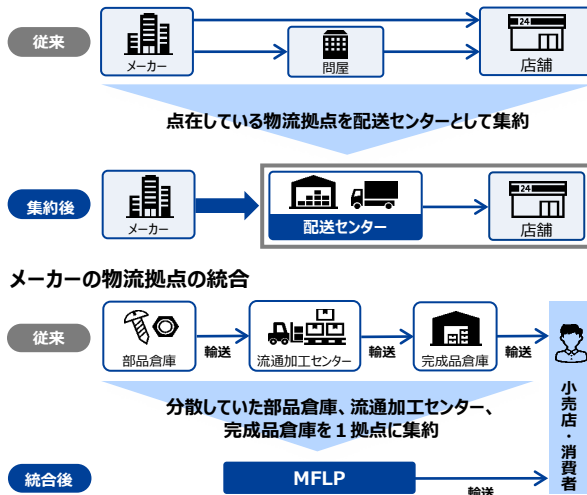 従来
メーカー
問屋
24
店舗
点在している物流拠点を配送センターとして集約
集約後
メーカー
配送センター
24
店舗
メーカーの物流拠点の統合
従来
部品倉庫
輸送
流通加工センター
輸送
完成品倉庫
輸送
小売店・消費者
分散していた部品倉庫、流通加工センター、
完成品倉庫を1拠点に集約
統合後
MFLP
輸送